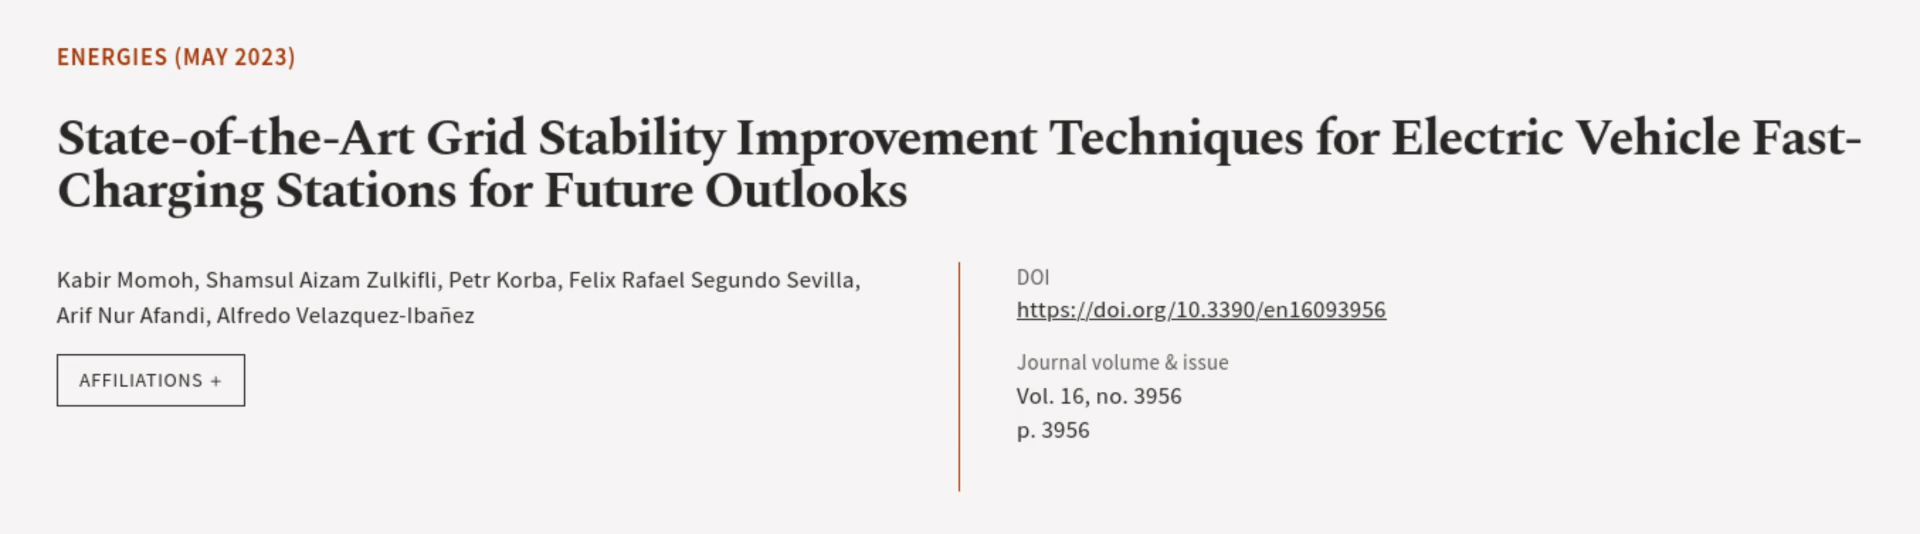 ENERGIES (MAY 2023)
State-of-the-Art Grid Stability Improvement Techniques for Electric Vehicle Fast-
Charging Stations for Future Outlooks
Kabir Momoh, Shamsul Aizam Zulkifli, Petr Korba, Felix Rafael Segundo Sevilla,
Arif Nur Afandi, Alfredo Velazquez-Ibañez
AFFILIATIONS +
DOI
https://doi.org/10.3390/en16093956
Journal volume & issue
Vol. 16, no. 3956
p. 3956